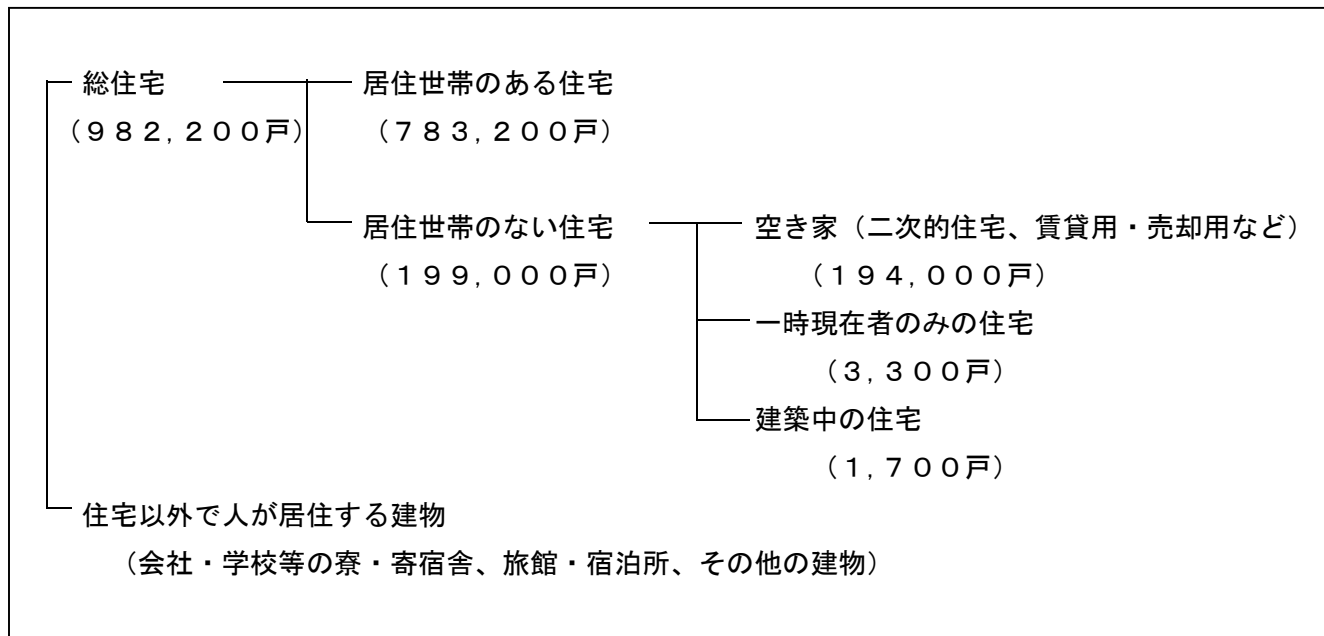 総住宅 居住世帯のある住宅
（９８２,２００戸） （７８３,２００戸）
居住世帯のない住宅 空き家（二次的住宅、賃貸用・売却用など）
（１９９,０００戸） （１９４,０００戸）
一時現在者のみの住宅
（３,３００戸）
建築中の住宅
（１,７００戸）
住宅以外で人が居住する建物
（会社・学校等の寮・寄宿舎、旅館・宿泊所、その他の建物）